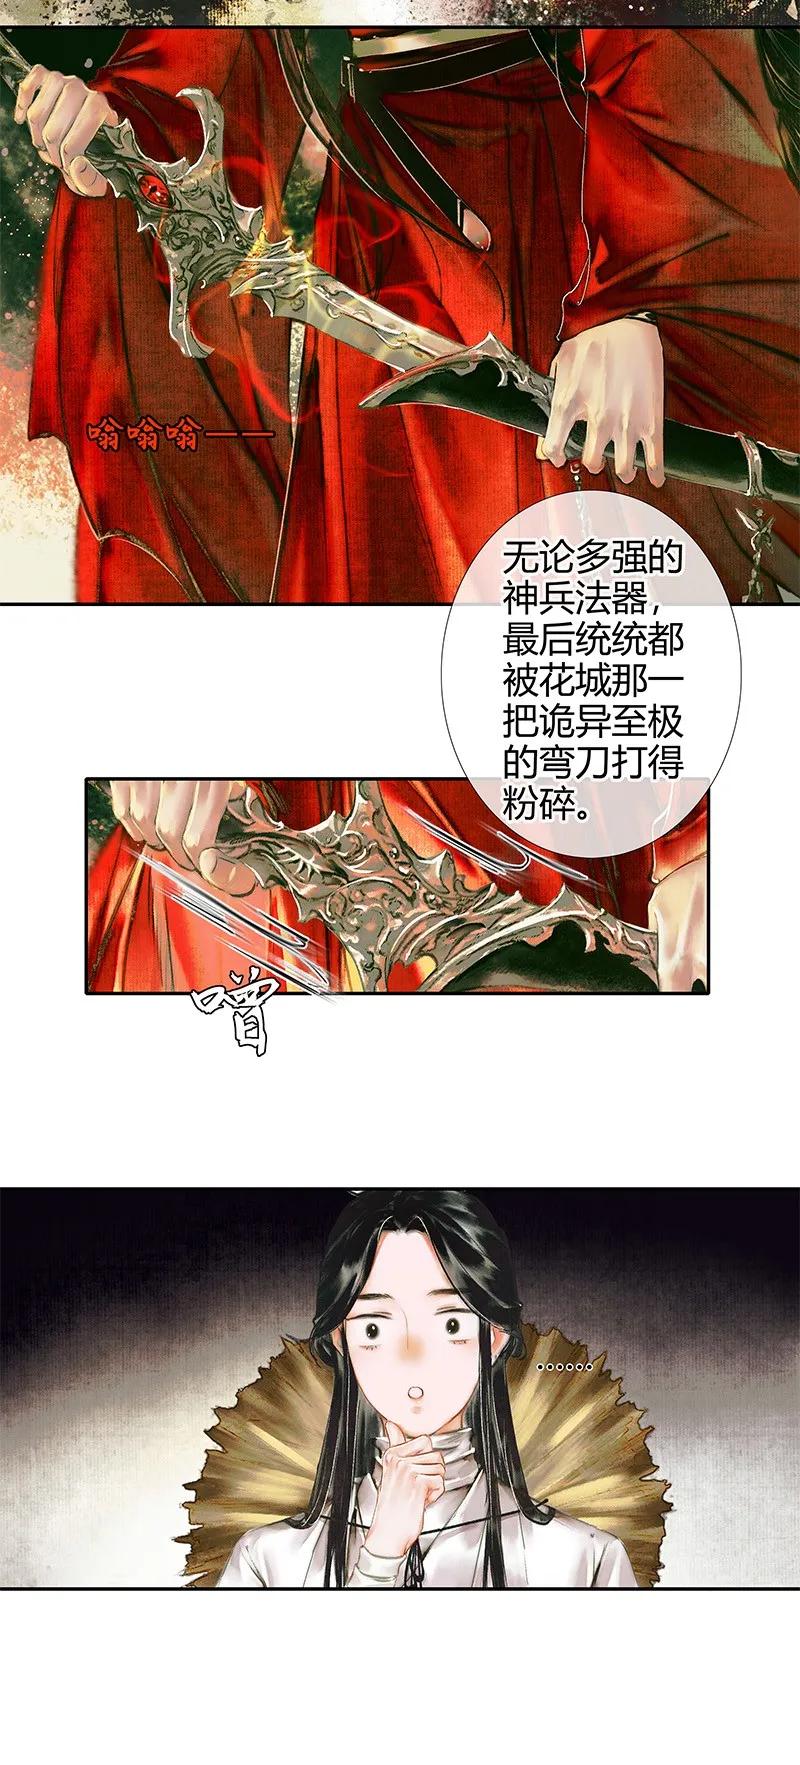 嗡嗡嗡——
无论多强的
神兵法器，
最后统统都
被花城那一
把诡异至极
的弯刀打得
粉碎。
噌
……